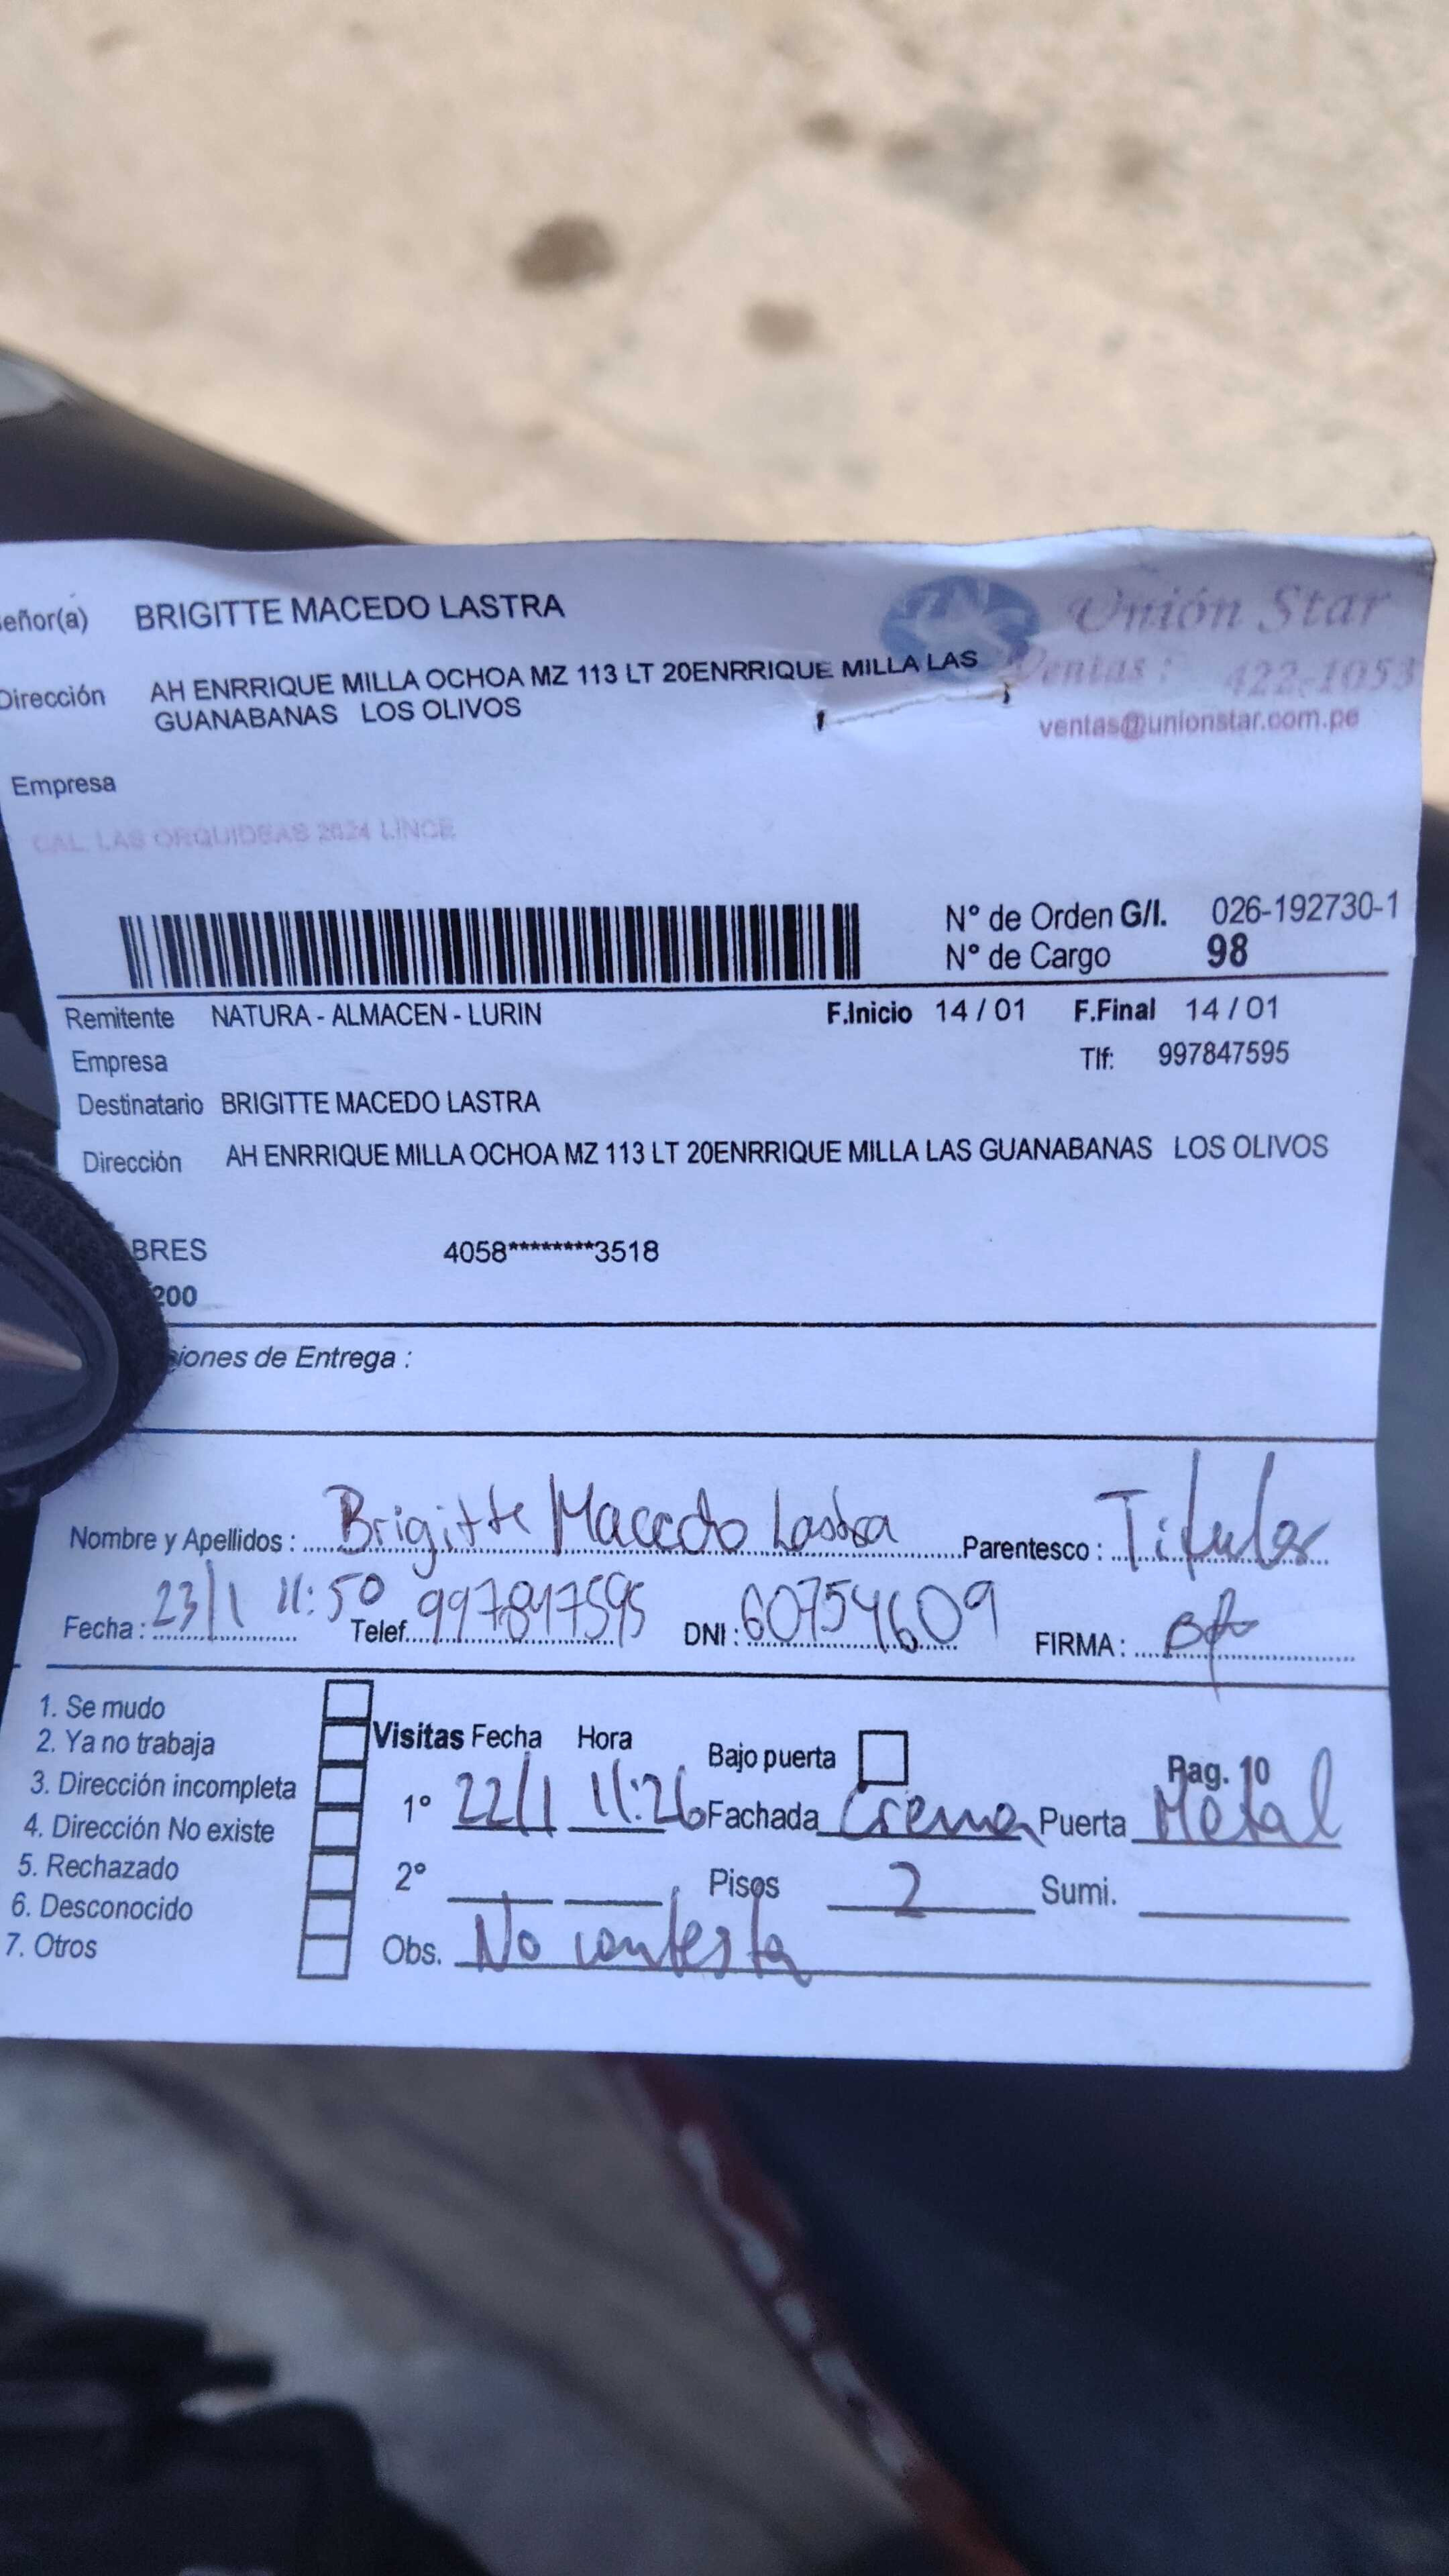 eñor(a) BRIGITTE MACEDO LASTRA
Unión Star
Dirección AH ENRRIQUE MILLA OCHOA MZ 113 LT 20ENRRIQUE MILLA LAS
GUANABANAS LOS OLIVOS
Ventas : 422-1053
ventas@unionstar.com.pe
Empresa
CAL. LAS ORQUIDEAS 2624 LINCE
N° de Orden G/I. 026-192730-1
N° de Cargo 98
Remitente NATURA - ALMACEN - LURIN F.Inicio 14 / 01 F.Final 14 / 01
Empresa Tlf: 997847595
Destinatario BRIGITTE MACEDO LASTRA
Dirección AH ENRRIQUE MILLA OCHOA MZ 113 LT 20ENRRIQUE MILLA LAS GUANABANAS LOS OLIVOS
BRES 4058********3518
200
iones de Entrega :
Nombre y Apellidos : Brigitte Macedo Lastra Parentesco : Titular
Fecha : 23/1 11:50 Telef. 997847595 DNI : 60754609 FIRMA :
1. Se mudo
2. Ya no trabaja
3. Dirección incompleta
4. Dirección No existe
5. Rechazado
6. Desconocido
7. Otros
Visitas Fecha Hora Bajo puerta Pag. 10
1° 22/1 11:26 Fachada Crema Puerta Metal
2° Pisos 2 Sumi.
Obs. No contesta